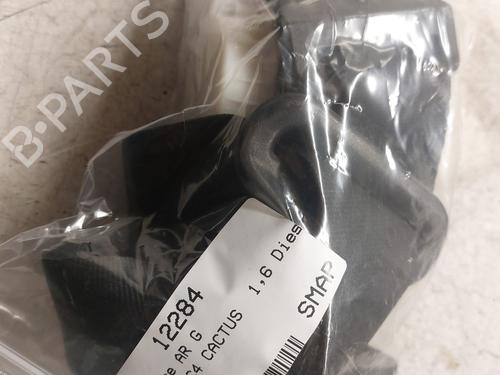 B-PARTS
12284
AR G
C4 CACTUS 1,6 Dies
SMAP